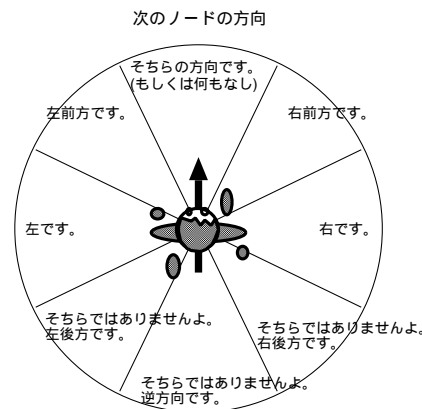 次のノードの方向
そちらの方向です。
(もしくは何もなし)
左前方です。
右前方です。
左です。
右です。
そちらではありませんよ。
左後方です。
そちらではありませんよ。
右後方です。
そちらではありませんよ。
逆方向です。